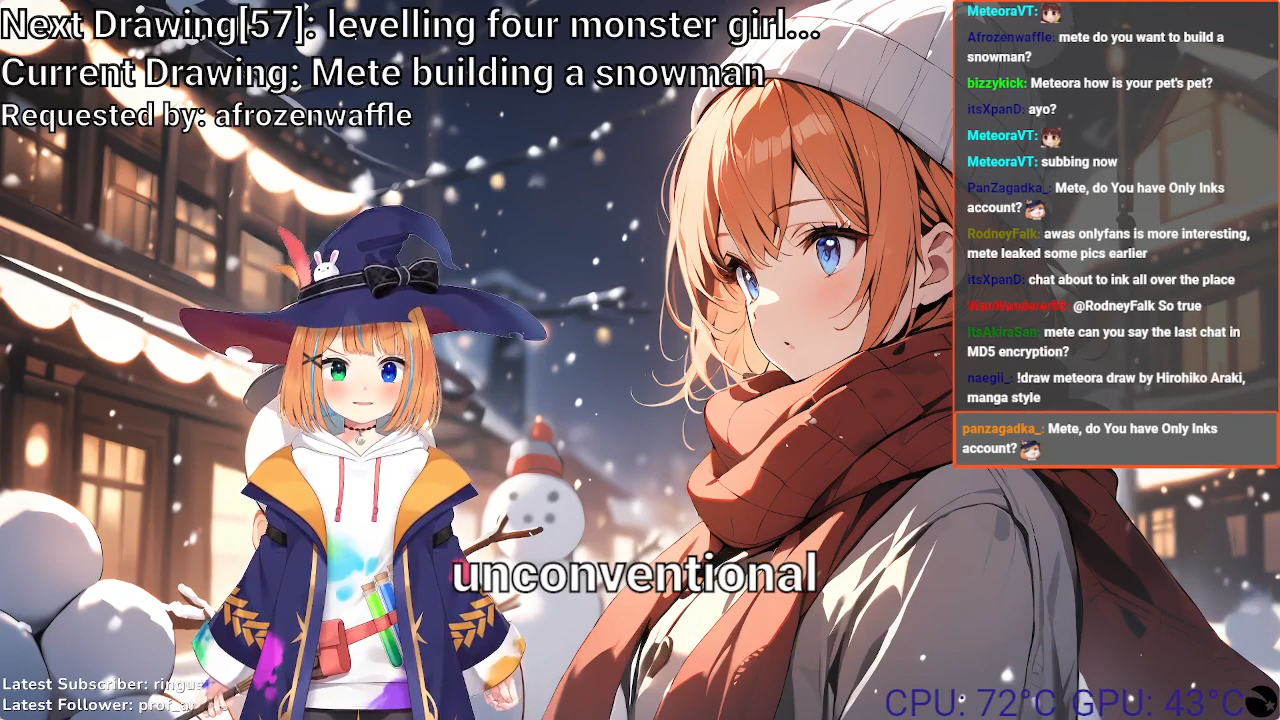 Next Drawing[57]: levelling four monster girl...
Current Drawing: Mete building a snowman
Requested by: afrozenwaffle
MeteoraVT:
Afrozenwaffle: mete do you want to build a
snowman?
bizzykick: Meteora how is your pet's pet?
itsXpanD: ayo?
MeteoraVT:
MeteoraVT: subbing now
PanZagadka_: Mete, do You have Only Inks
account?
RodneyFalk: awas onlyfans is more interesting,
mete leaked some pics earlier
itsXpanD: chat about to ink all over the place
@RodneyFalk So true
ItsAkiraSan: mete can you say the last chat in
MD5 encryption?
naegii_: !draw meteora draw by Hirohiko Araki,
manga style
panzagadka_: Mete, do You have Only Inks
account?
unconventional
Latest Subscriber: ringus
Latest Follower:
CPU: 72°C GPU: 43°C